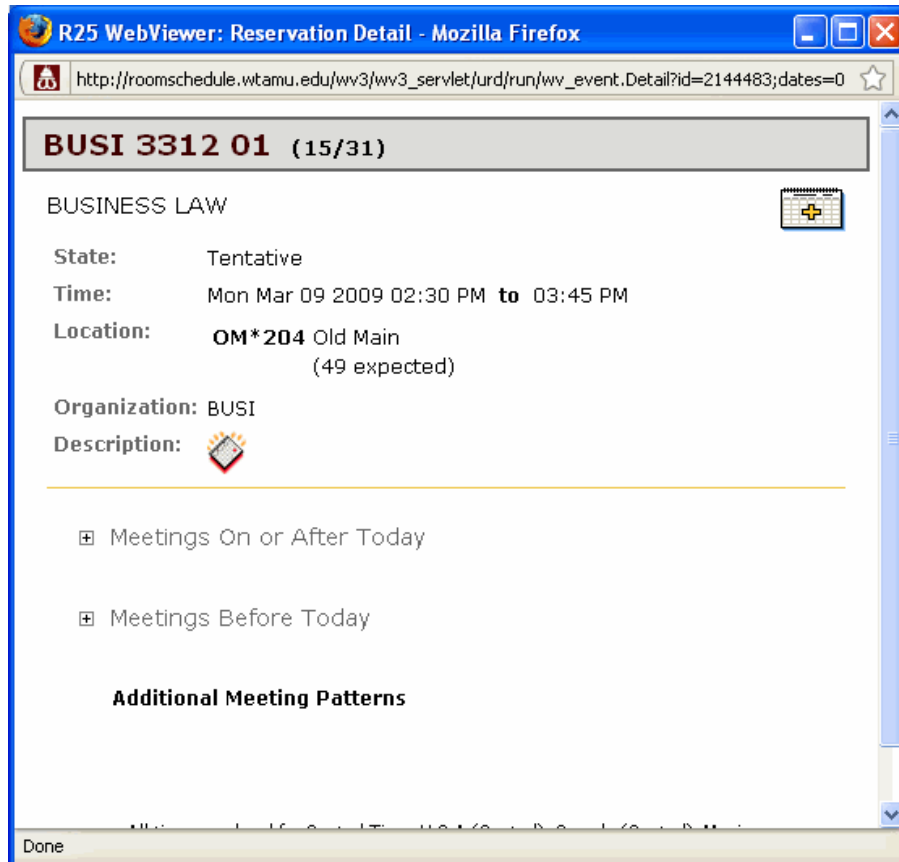 R25 WebViewer: Reservation Detail - Mozilla Firefox
http://roomschedule.wtamu.edu/wv3/wv3_servlet/urd/run/wv_event.Detail?id=2144483;dates=0
BUSI 3312 01 (15/31)
BUSINESS LAW
State: Tentative
Time: Mon Mar 09 2009 02:30 PM to 03:45 PM
Location: OM*204 Old Main
(49 expected)
Organization: BUSI
Description:
Meetings On or After Today
Meetings Before Today
Additional Meeting Patterns
Done